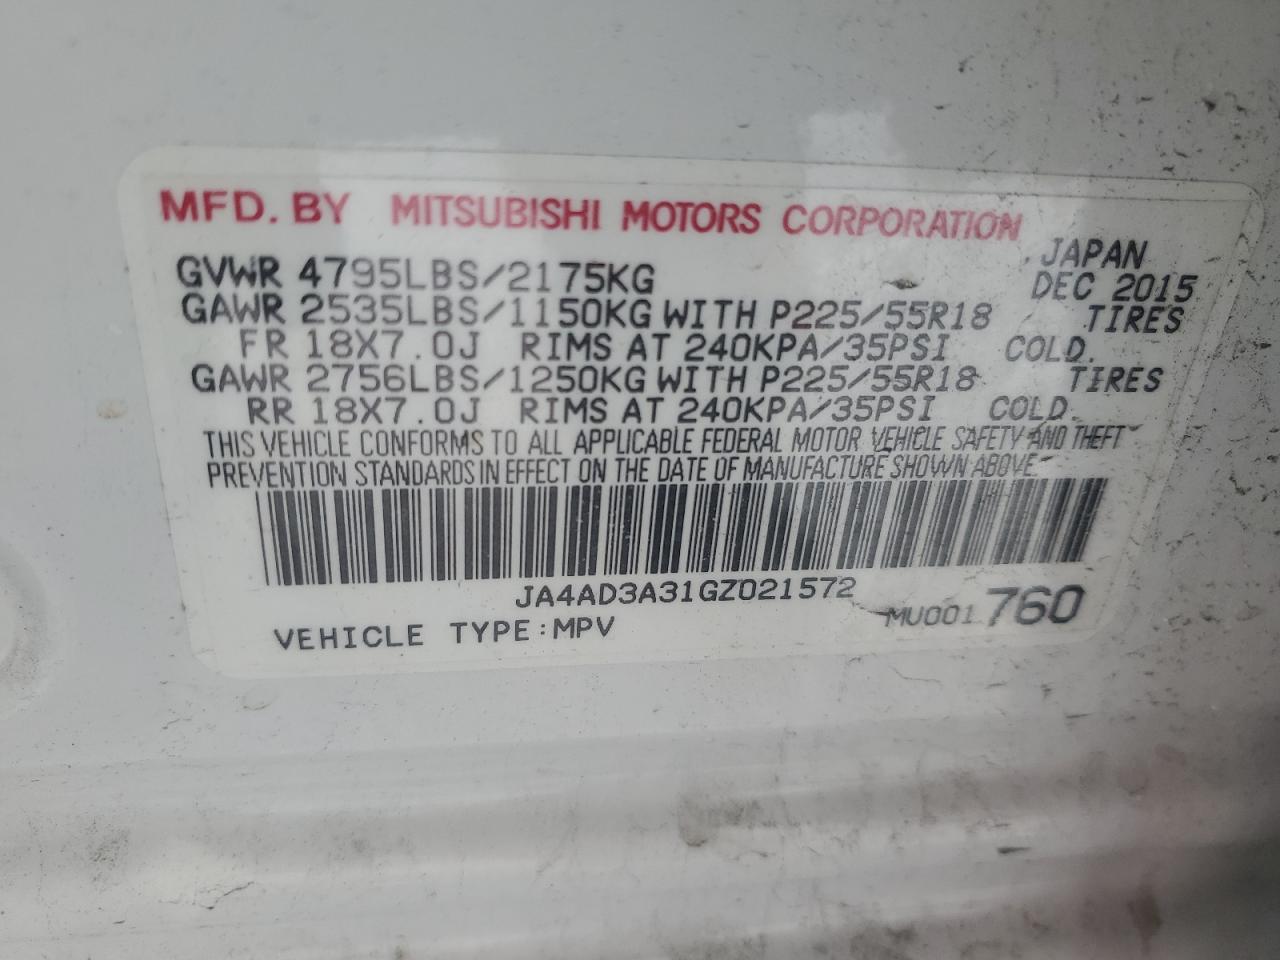 MFD. BY MITSUBISHI MOTORS CORPORATION
JAPAN
GVWR 4795LBS/2175KG DEC 2015
GAWR 2535LBS/1150KG WITH P225/55R18 TIRES
FR 18X7.0J RIMS AT 240KPA/35PSI COLD.
GAWR 2756LBS/1250KG WITH P225/55R18 TIRES
RR 18X7.0J RIMS AT 240KPA/35PSI COLD.
THIS VEHICLE CONFORMS TO ALL APPLICABLE FEDERAL MOTOR VEHICLE SAFETY AND THEFT
PREVENTION STANDARDS IN EFFECT ON THE DATE OF MANUFACTURE SHOWN ABOVE.
JA4AD3A31GZ021572
VEHICLE TYPE:MPV MU001760